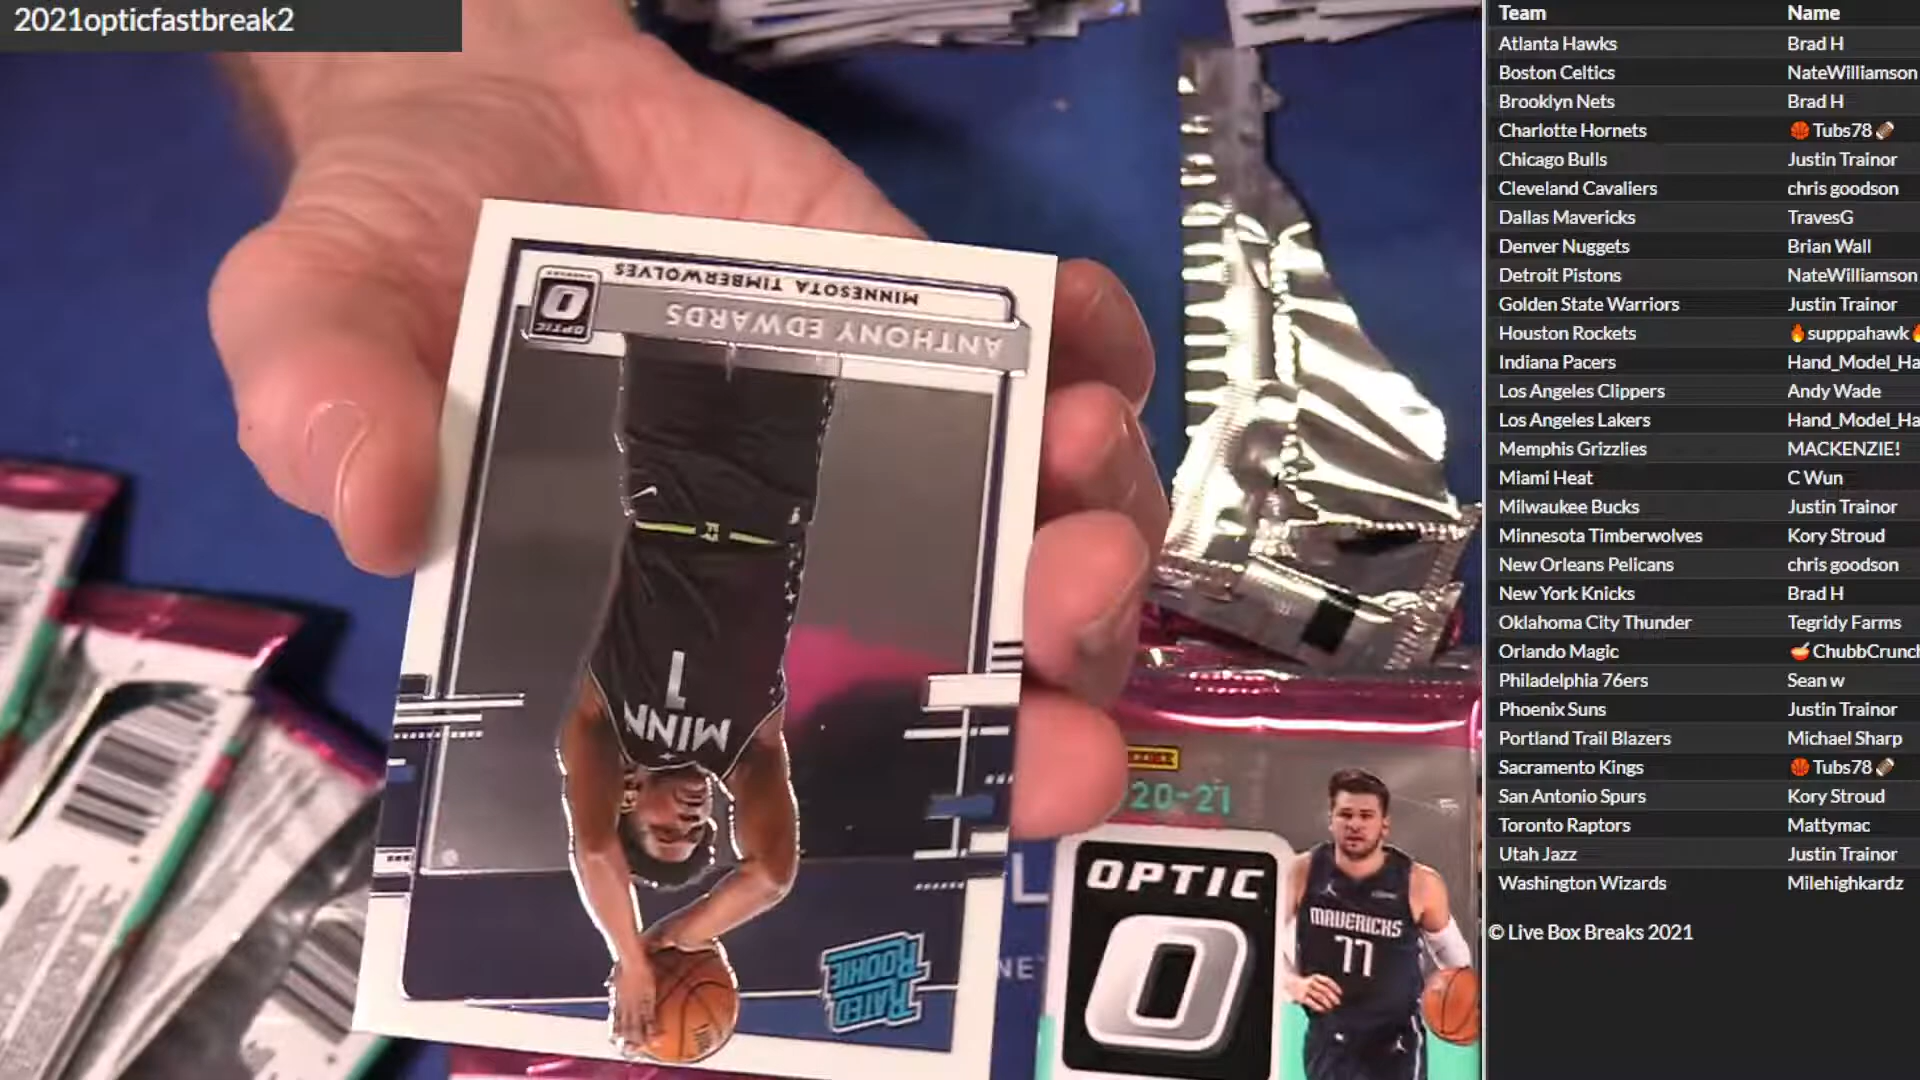 2021opticfastbreak2
Team Name
Atlanta Hawks Brad H
Boston Celtics NateWilliamson
Brooklyn Nets Brad H
Charlotte Hornets 🏀 Tubs78 🏈
Chicago Bulls Justin Trainor
Cleveland Cavaliers chris goodson
Dallas Mavericks TravesG
Denver Nuggets Brian Wall
Detroit Pistons NateWilliamson
Golden State Warriors Justin Trainor
Houston Rockets 🔥supppahawk🔥
Indiana Pacers Hand_Model_Ha
Los Angeles Clippers Andy Wade
Los Angeles Lakers Hand_Model_Ha
Memphis Grizzlies MACKENZIE!
Miami Heat C Wun
Milwaukee Bucks Justin Trainor
Minnesota Timberwolves Kory Stroud
New Orleans Pelicans chris goodson
New York Knicks Brad H
Oklahoma City Thunder Tegridy Farms
Orlando Magic 🥣ChubbCrunch
Philadelphia 76ers Sean w
Phoenix Suns Justin Trainor
Portland Trail Blazers Michael Sharp
Sacramento Kings 🏀 Tubs78 🏈
San Antonio Spurs Kory Stroud
Toronto Raptors Mattymac
Utah Jazz Justin Trainor
Washington Wizards Milehighkardz
© Live Box Breaks 2021
MINNESOTA TIMBERWOLVES
ANTHONY EDWARDS
OPTIC
MINN
1
RATED
ROOKIE
20-21
OPTIC
MAVERICKS
77